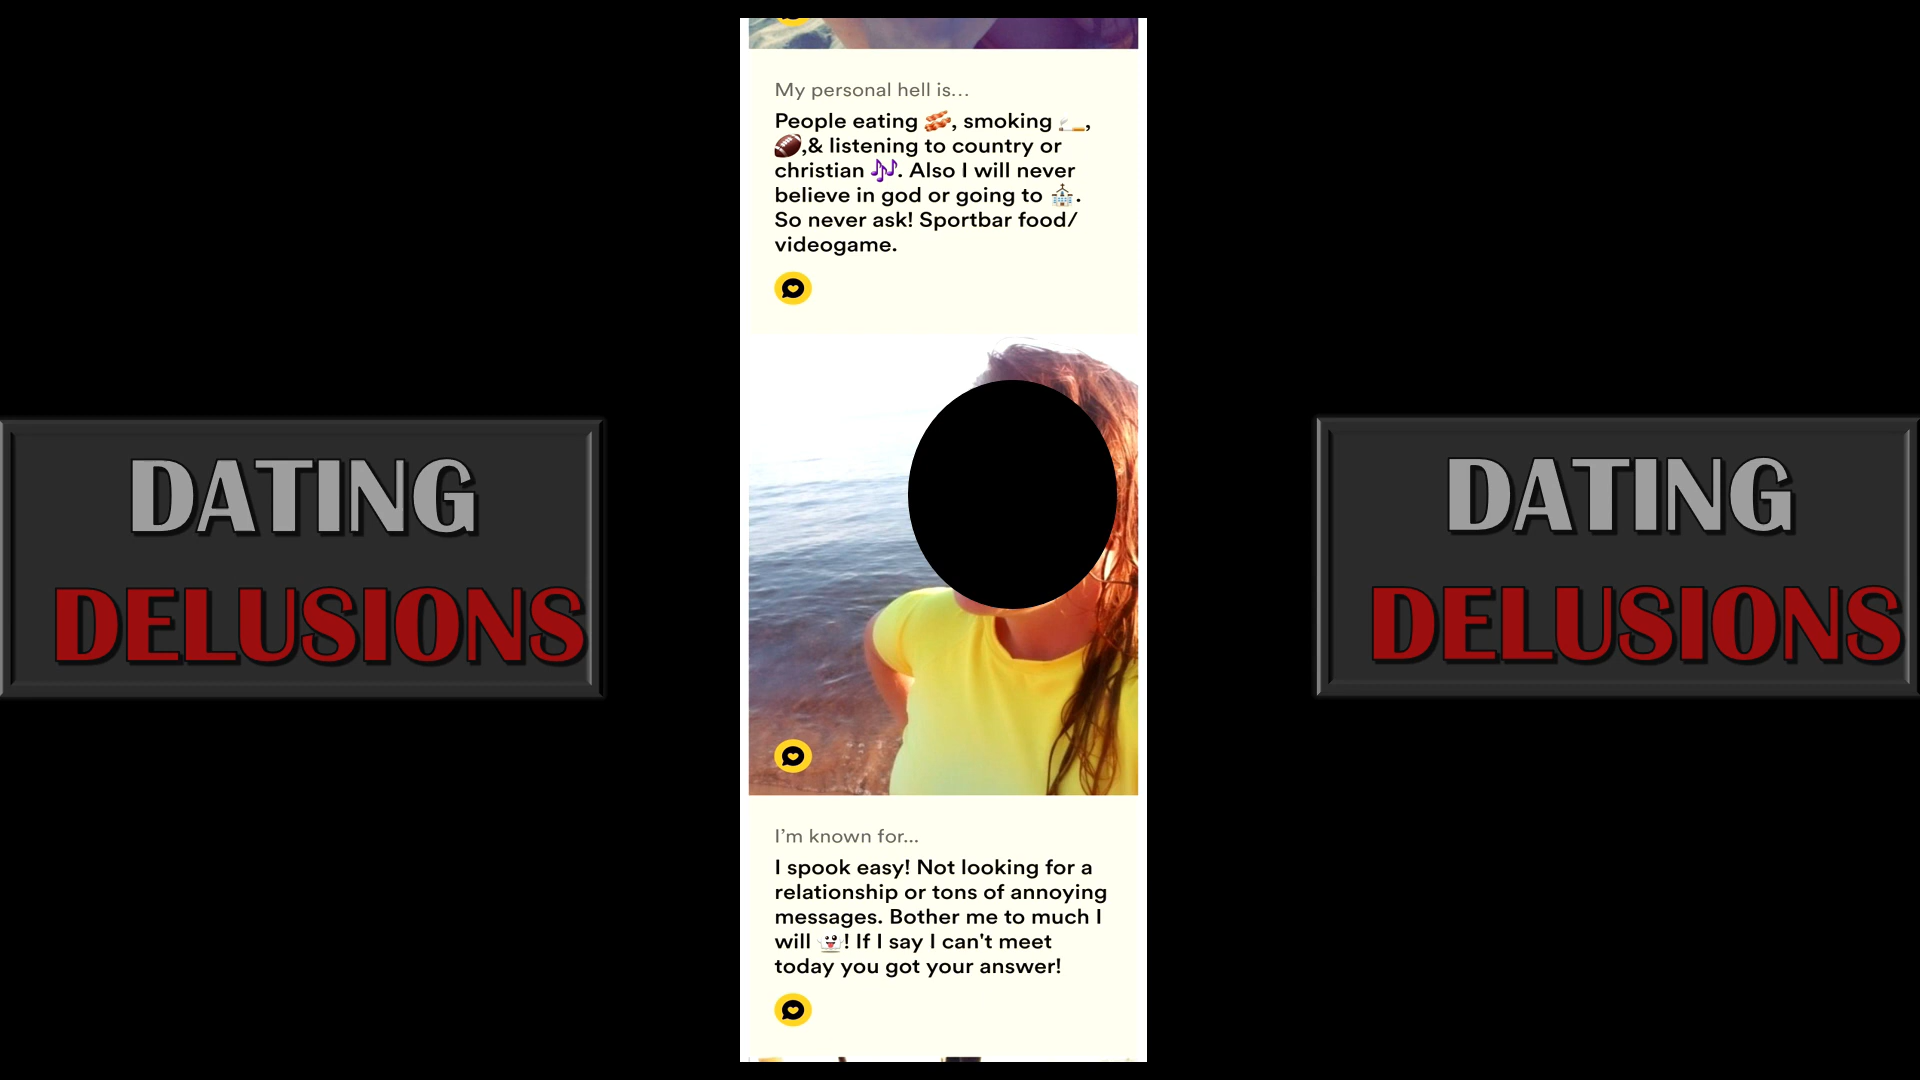 My personal hell is...
People eating 🥓, smoking 🚬,
🏈,& listening to country or
christian 🎶. Also I will never
believe in god or going to ⛪.
So never ask! Sportbar food/
videogame.
DATING
DELUSIONS
DATING
DELUSIONS
I'm known for...
I spook easy! Not looking for a
relationship or tons of annoying
messages. Bother me to much I
will 👻! If I say I can't meet
today you got your answer!